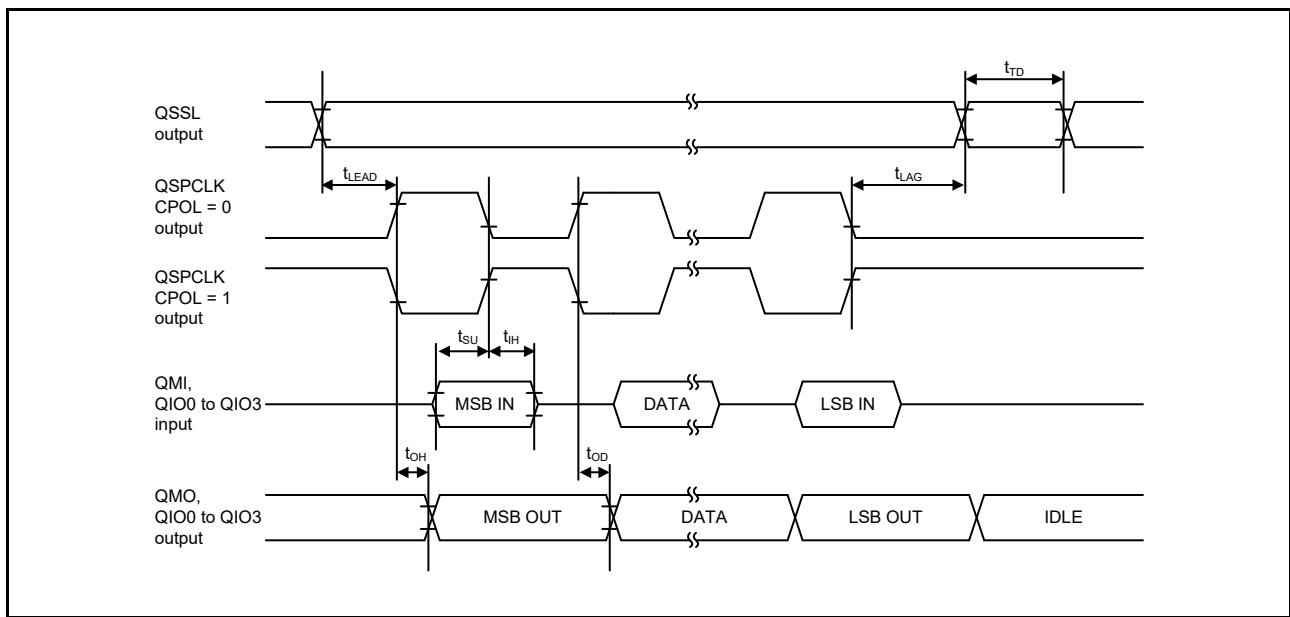 tTD
QSSL
output
tLEAD
tLAG
QSPCLK
CPOL = 0
output
QSPCLK
CPOL = 1
output
tSU
tIH
QMI,
QIO0 to QIO3
input
MSB IN
DATA
LSB IN
tOH
tOD
QMO,
QIO0 to QIO3
output
MSB OUT
DATA
LSB OUT
IDLE